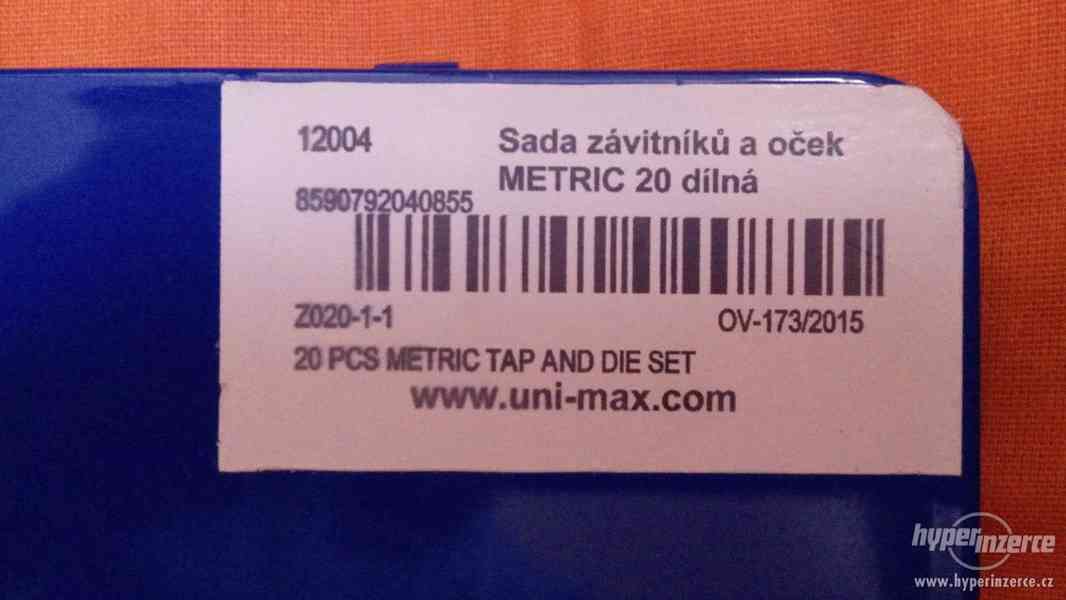 12004
Sada závitníků a oček
METRIC 20 dílná
8590792040855
Z020-1-1
OV-173/2015
20 PCS METRIC TAP AND DIE SET
www.uni-max.com
hyperinzerce
www.hyperinzerce.cz